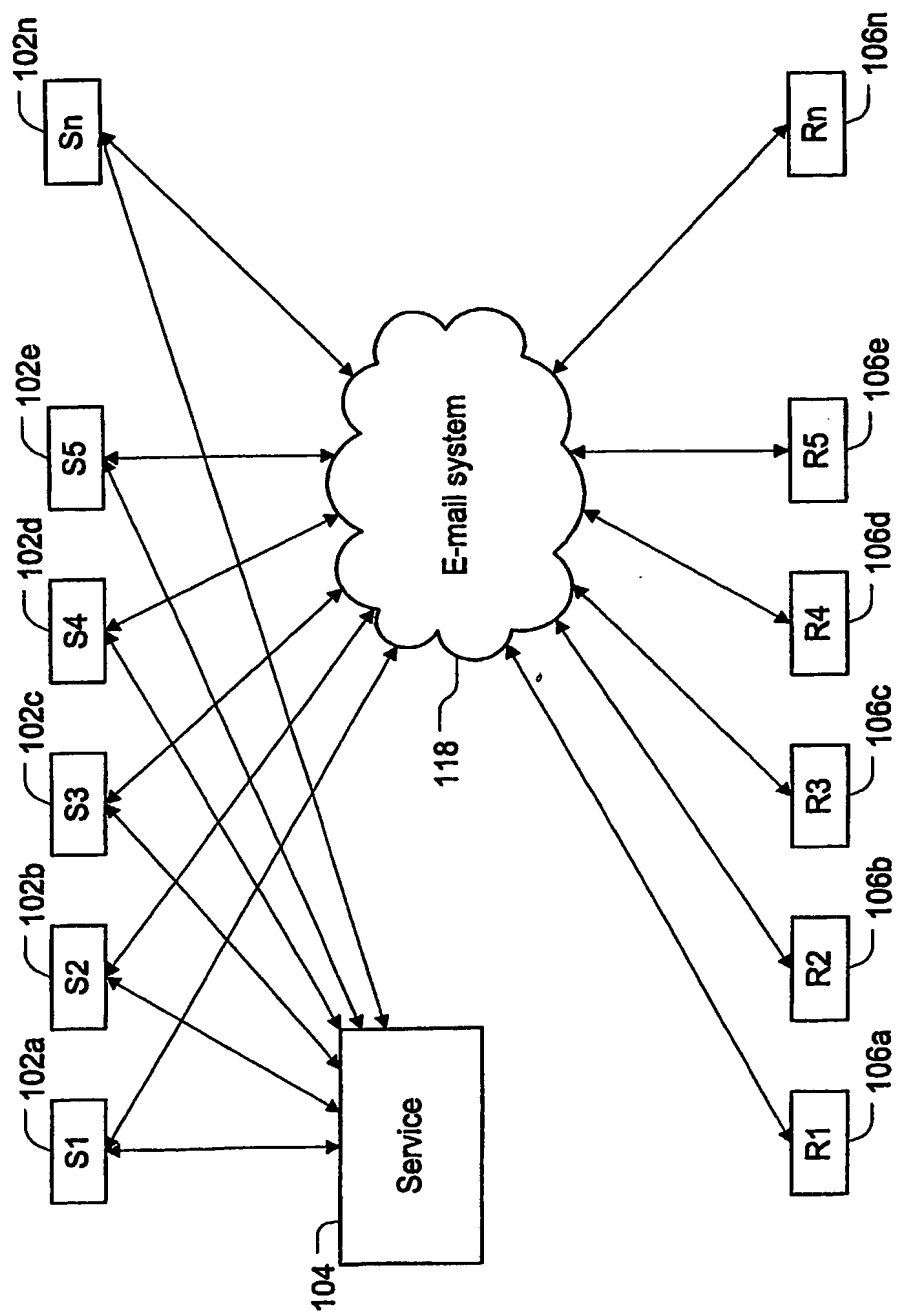 102a
102b
102c
102d
102e
102n
S1
S2
S3
S4
S5
Sn
104
Service
118
E-mail system
R1
R2
R3
R4
R5
Rn
106a
106b
106c
106d
106e
106n